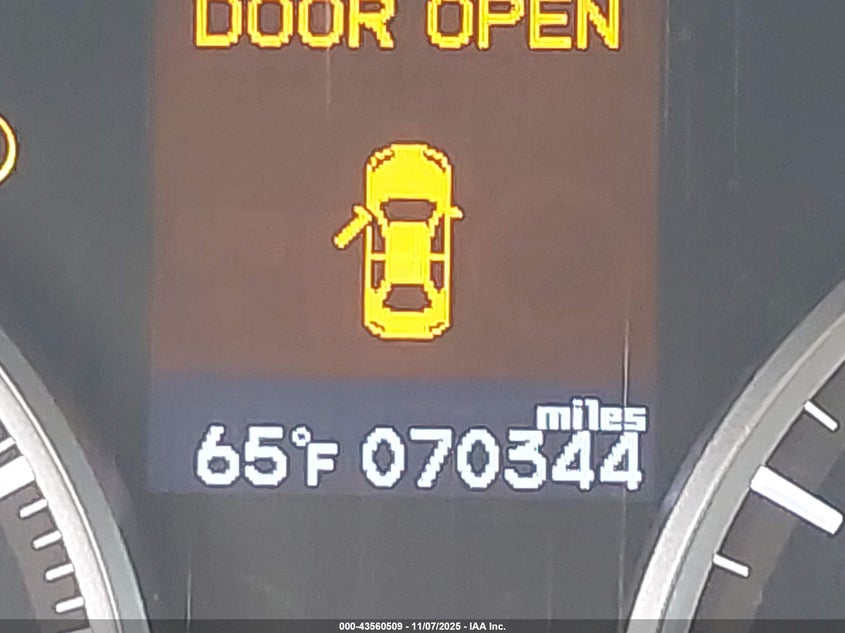 DOOR OPEN
miles
65°F 070344
000-43560509 - 11/07/2025 - IAA Inc.